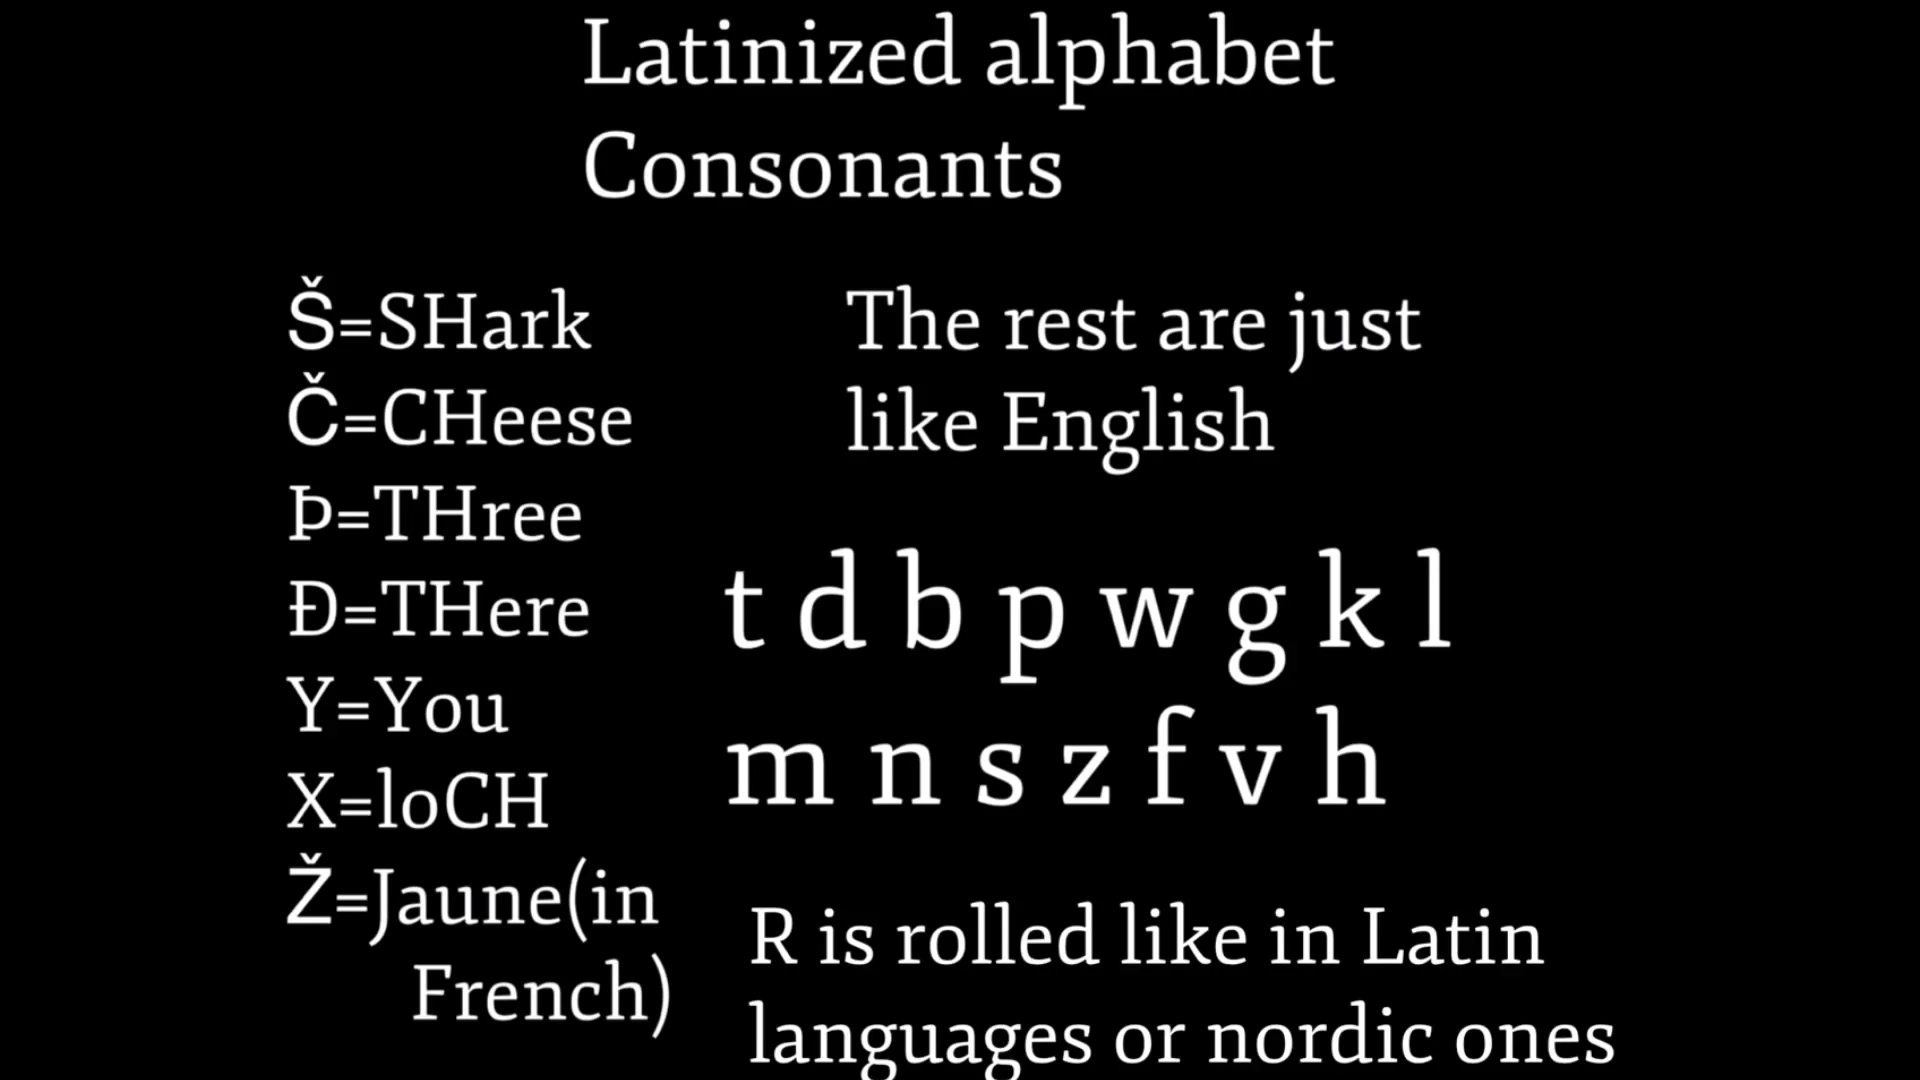 Latinized alphabet
Consonants
Š=SHark
Č=CHeese
Þ=THree
Đ=THere
Y=You
X=loCH
Ž=Jaune(in
French)
The rest are just
like English
t d b p w g k l
m n s z f v h
R is rolled like in Latin
languages or nordic ones